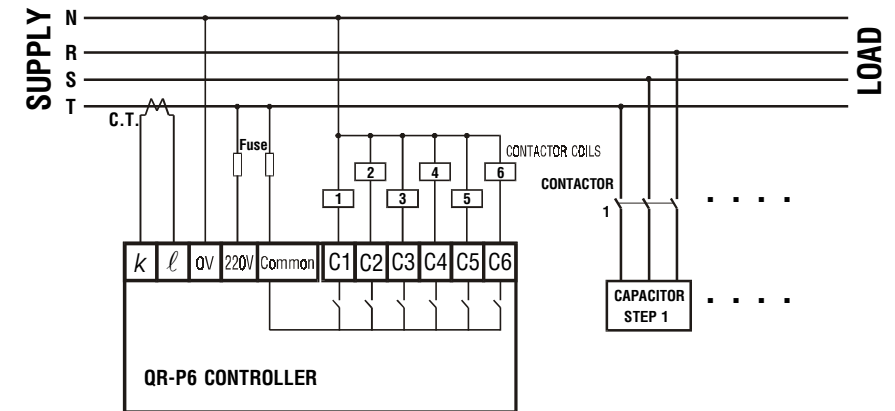 SUPPLY
N
R
S
T
LOAD
C.T.
Fuse
CONTACTOR COILS
1
2
3
4
5
6
CONTACTOR
1
k ℓ 0V 220V Common C1 C2 C3 C4 C5 C6
CAPACITOR
STEP 1
QR-P6 CONTROLLER